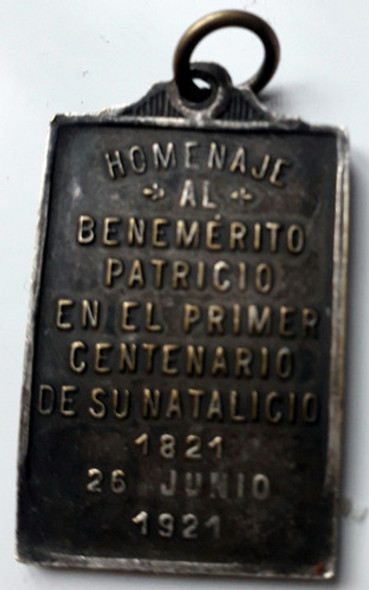 HOMENAJE
AL
BENEMÉRITO
PATRICIO
EN EL PRIMER
CENTENARIO
DE SU NATALICIO
1821
26 JUNIO
1921